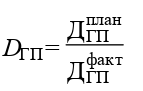 D_ГП = Д_ГП^план / Д_ГП^факт